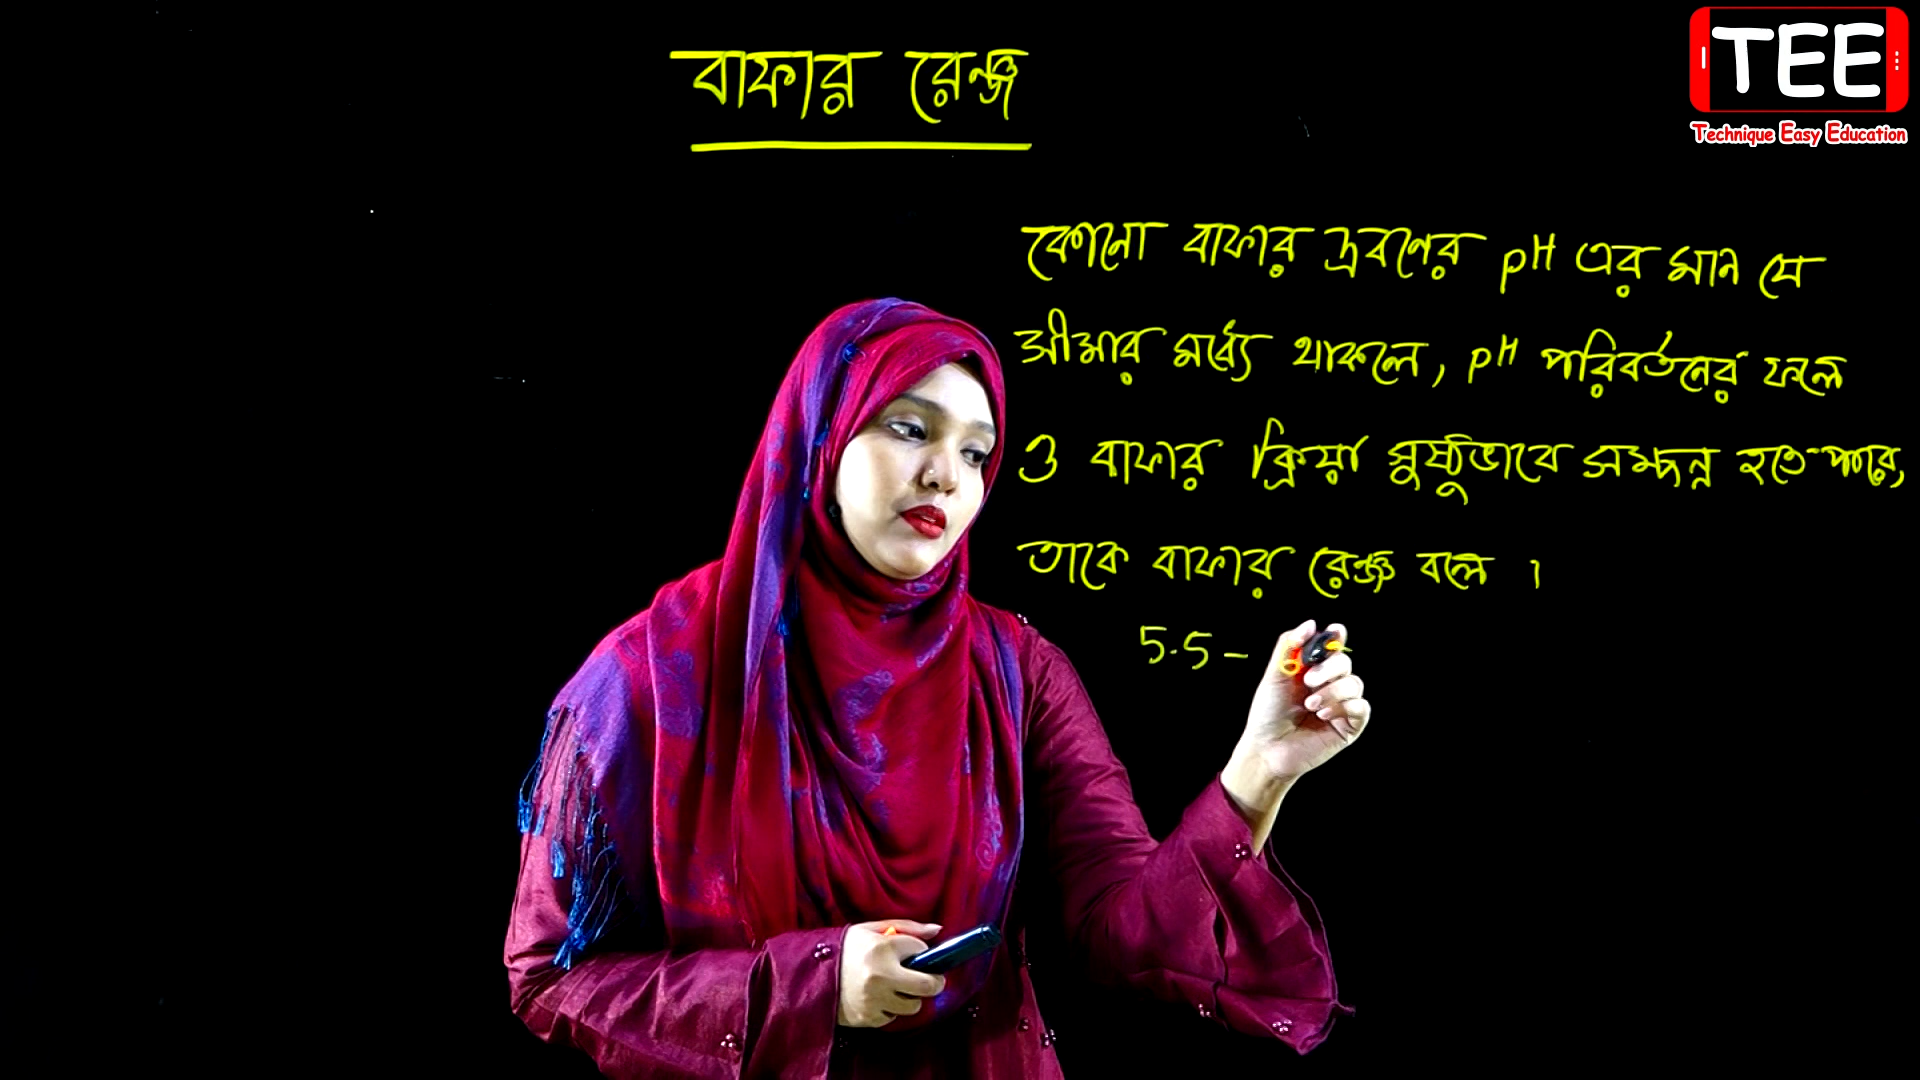 বাফার রেঞ্জ
TEE
Technique Easy Education
কোনো বাফার দ্রবণের pH এর মান যে
সীমার মধ্যে থাকলে, pH পরিবর্তনের ফলে
ও বাফার ক্রিয়া সুষ্ঠুভাবে সম্পন্ন হতে পারে,
তাকে বাফার রেঞ্জ বলে ।
5.5 -